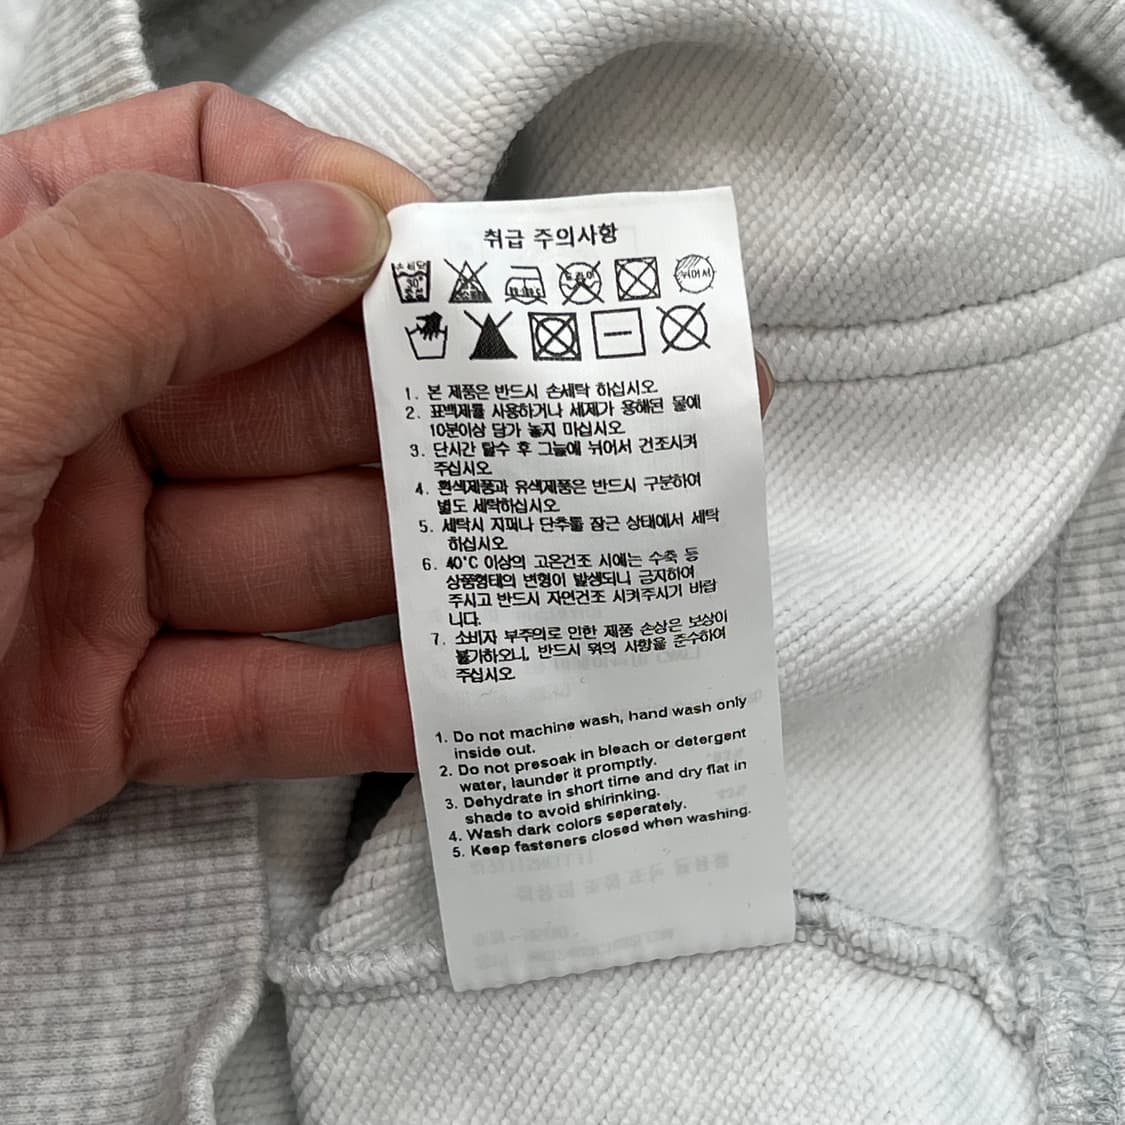 취급 주의사항
손세탁
30°
중성
드라이
뉘어서
1. 본 제품은 반드시 손세탁 하십시오.
2. 표백제를 사용하거나 세제가 용해된 물에
10분이상 담가 놓지 마십시오.
3. 단시간 탈수 후 그늘에 뉘어서 건조시켜
주십시오.
4. 흰색제품과 유색제품은 반드시 구분하여
별도 세탁하십시오.
5. 세탁시 지퍼나 단추를 잠근 상태에서 세탁
하십시오.
6. 40°C 이상의 고온건조 시에는 수축 등
상품형태의 변형이 발생되니 금지하여
주시고 반드시 자연건조 시켜주시기 바랍
니다.
7. 소비자 부주의로 인한 제품 손상은 보상이
불가하오니, 반드시 위의 사항을 준수하여
주십시오.
1. Do not machine wash, hand wash only
inside out.
2. Do not presoak in bleach or detergent
water, launder it promptly.
3. Dehydrate in short time and dry flat in
shade to avoid shirinking.
4. Wash dark colors seperately.
5. Keep fasteners closed when washing.